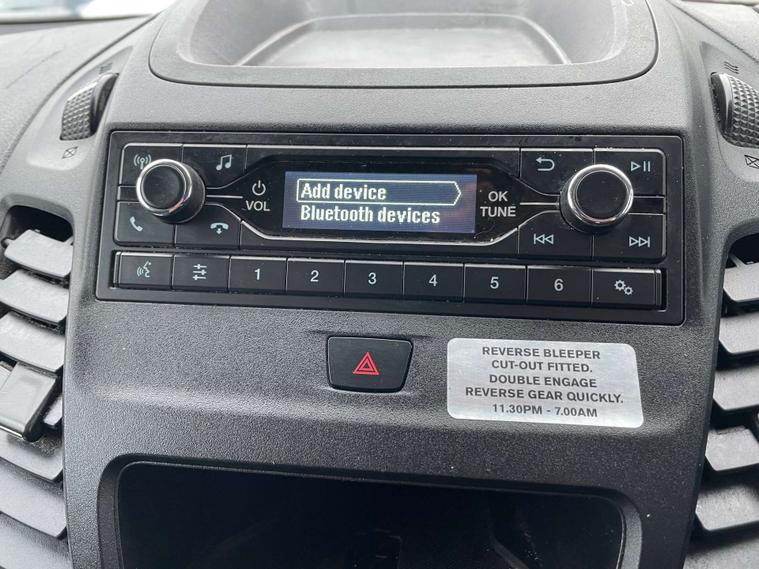 Add device
Bluetooth devices
VOL
OK
TUNE
1 2 3 4 5 6
REVERSE BLEEPER
CUT-OUT FITTED.
DOUBLE ENGAGE
REVERSE GEAR QUICKLY.
11.30PM - 7.00AM